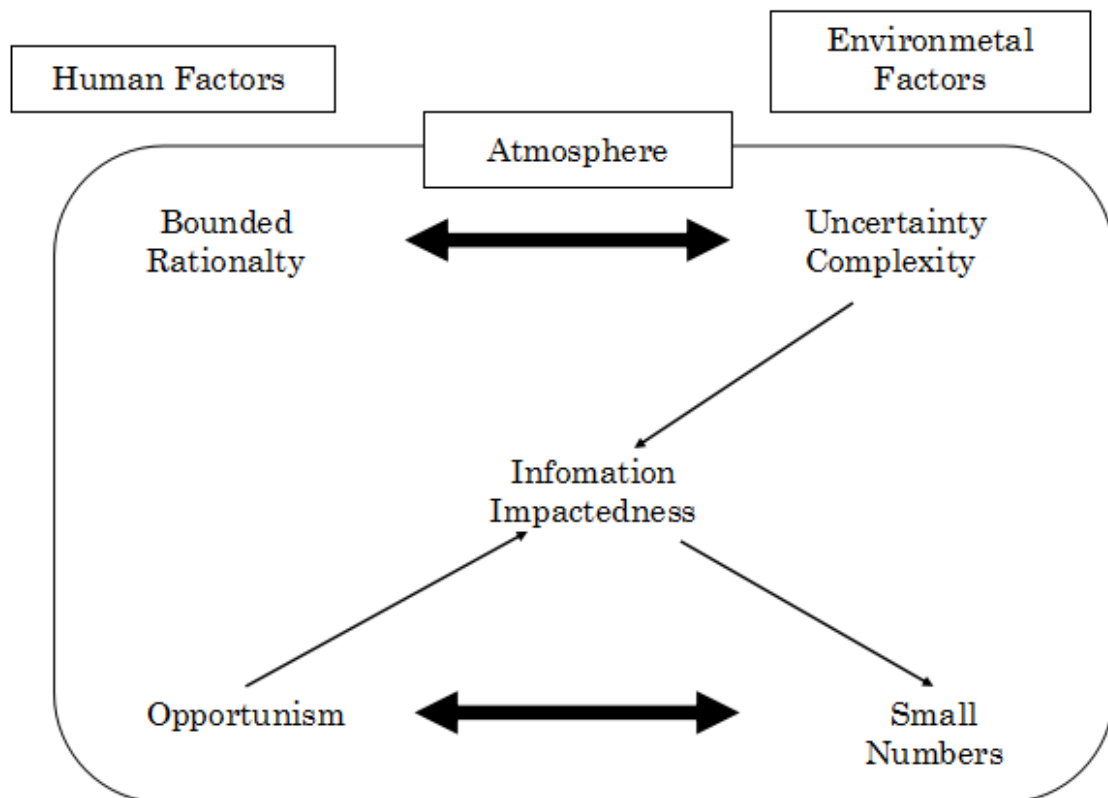 Human Factors
Environmetal
Factors
Atmosphere
Bounded
Rationalty
Uncertainty
Complexity
Infomation
Impactedness
Opportunism
Small
Numbers